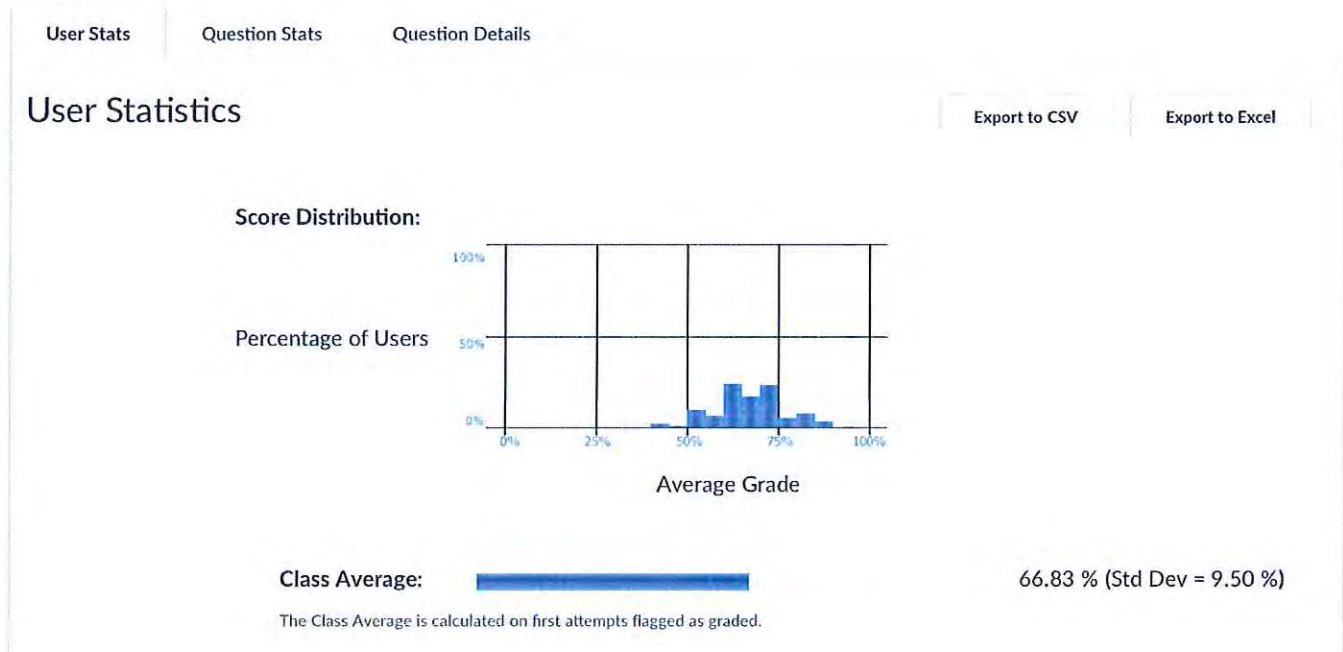 User Stats Question Stats Question Details
User Statistics
Export to CSV Export to Excel
Score Distribution:
100%
Percentage of Users
50%
0%
0% 25% 50% 75% 100%
Average Grade
Class Average: 66.83 % (Std Dev = 9.50 %)
The Class Average is calculated on first attempts flagged as graded.